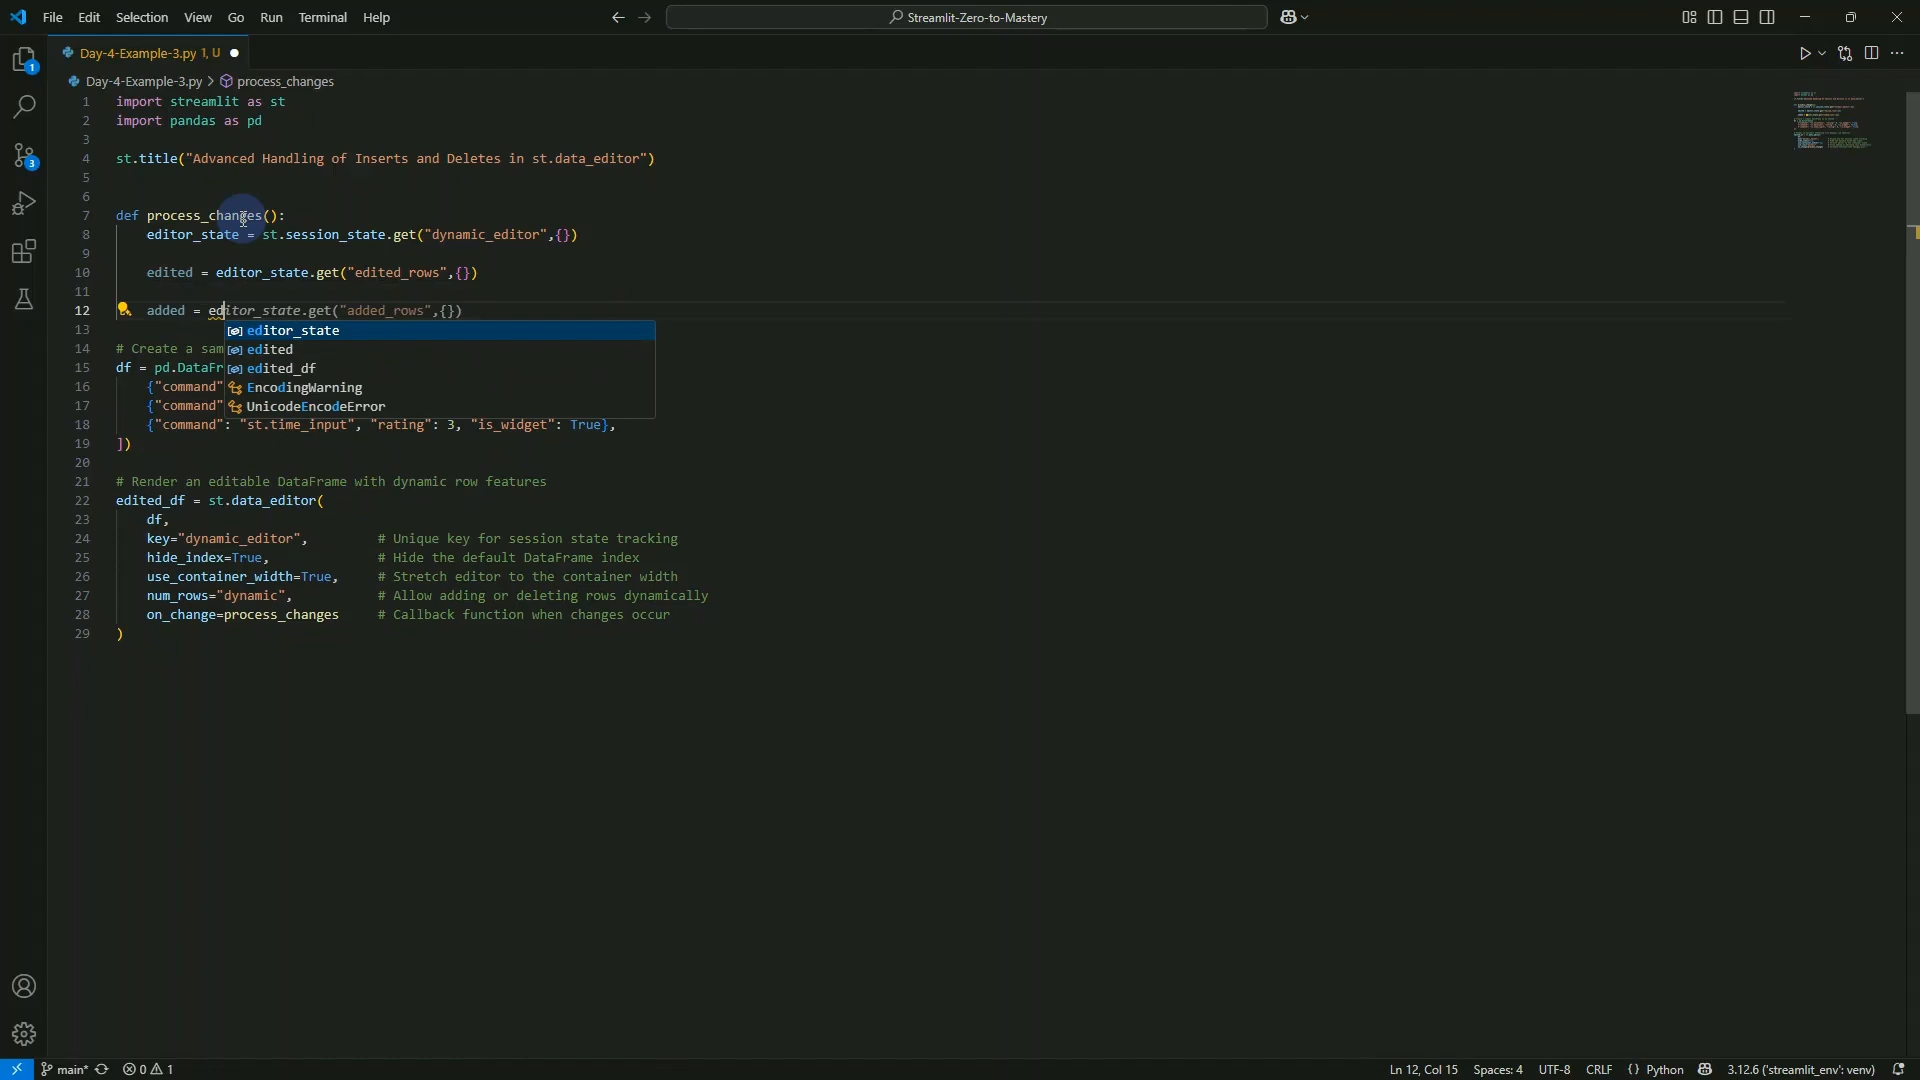 File Edit Selection View Go Run Terminal Help
Streamlit-Zero-to-Mastery
Day-4-Example-3.py 1, U
Day-4-Example-3.py > process_changes
1 import streamlit as st
2 import pandas as pd
3
4 st.title("Advanced Handling of Inserts and Deletes in st.data_editor")
5
6
7 def process_changes():
8 editor_state = st.session_state.get("dynamic_editor",{})
9
10 edited = editor_state.get("edited_rows",{})
11
12 added = editor_state.get("added_rows",{})
13
editor_state
edited
edited_df
EncodingWarning
UnicodeEncodeError
14 # Create a sam
15 df = pd.DataFr
16 {"command"
17 {"command"
18 {"command": "st.time_input", "rating": 3, "is_widget": True},
19 ])
20
21 # Render an editable DataFrame with dynamic row features
22 edited_df = st.data_editor(
23 df,
24 key="dynamic_editor", # Unique key for session state tracking
25 hide_index=True, # Hide the default DataFrame index
26 use_container_width=True, # Stretch editor to the container width
27 num_rows="dynamic", # Allow adding or deleting rows dynamically
28 on_change=process_changes # Callback function when changes occur
29 )
1
3
main* 0 1 Ln 12, Col 15 Spaces: 4 UTF-8 CRLF {} Python 3.12.6 ('streamlit_env': venv)